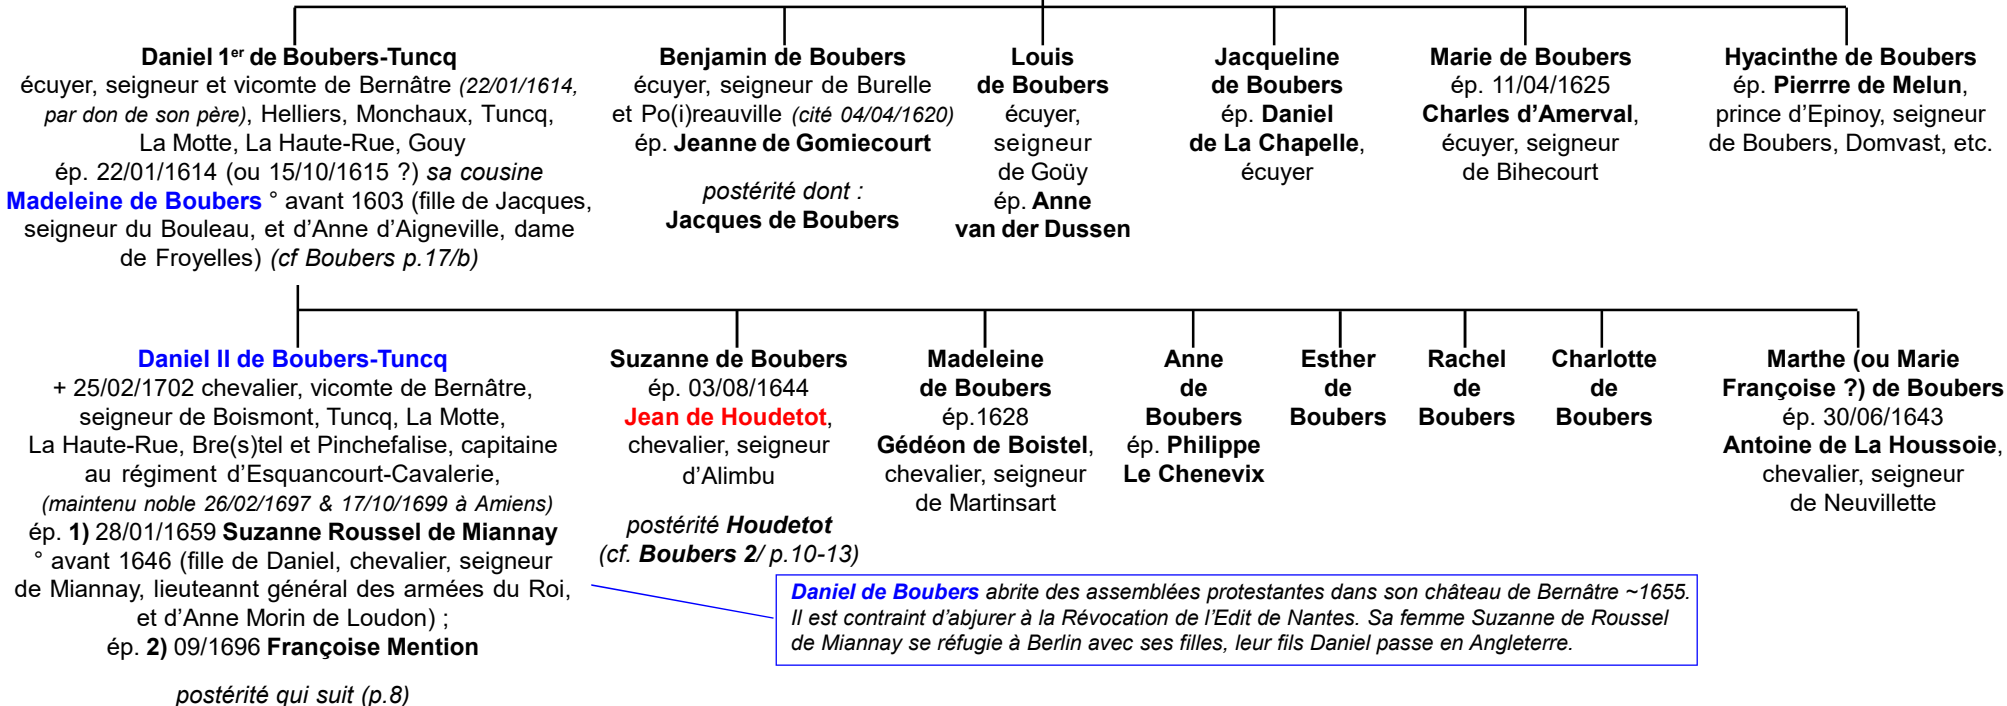 Daniel 1er de Boubers-Tuncq
écuyer, seigneur et vicomte de Bernâtre (22/01/1614,
par don de son père), Helliers, Monchaux, Tuncq,
La Motte, La Haute-Rue, Gouy
ép. 22/01/1614 (ou 15/10/1615 ?) sa cousine
Madeleine de Boubers ° avant 1603 (fille de Jacques,
seigneur du Bouleau, et d'Anne d'Aigneville, dame
de Froyelles) (cf Boubers p.17/b)
Benjamin de Boubers
écuyer, seigneur de Burelle
et Po(i)reauville (cité 04/04/1620)
ép. Jeanne de Gomiecourt
postérité dont :
Jacques de Boubers
Louis
de Boubers
écuyer,
seigneur
de Goüy
ép. Anne
van der Dussen
Jacqueline
de Boubers
ép. Daniel
de La Chapelle,
écuyer
Marie de Boubers
ép. 11/04/1625
Charles d'Amerval,
écuyer, seigneur
de Bihecourt
Hyacinthe de Boubers
ép. Pierrre de Melun,
prince d'Epinoy, seigneur
de Boubers, Domvast, etc.
Daniel II de Boubers-Tuncq
+ 25/02/1702 chevalier, vicomte de Bernâtre,
seigneur de Boismont, Tuncq, La Motte,
La Haute-Rue, Bre(s)tel et Pinchefalise, capitaine
au régiment d'Esquancourt-Cavalerie,
(maintenu noble 26/02/1697 & 17/10/1699 à Amiens)
ép. 1) 28/01/1659 Suzanne Roussel de Miannay
° avant 1646 (fille de Daniel, chevalier, seigneur
de Miannay, lieuteannt général des armées du Roi,
et d'Anne Morin de Loudon) ;
ép. 2) 09/1696 Françoise Mention
postérité qui suit (p.8)
Suzanne de Boubers
ép. 03/08/1644
Jean de Houdetot,
chevalier, seigneur
d'Alimbu
postérité Houdetot
(cf. Boubers 2/ p.10-13)
Madeleine
de Boubers
ép.1628
Gédéon de Boistel,
chevalier, seigneur
de Martinsart
Anne
de
Boubers
ép. Philippe
Le Chenevix
Esther
de
Boubers
Rachel
de
Boubers
Charlotte
de
Boubers
Marthe (ou Marie
Françoise ?) de Boubers
ép. 30/06/1643
Antoine de La Houssoie,
chevalier, seigneur
de Neuvillette
Daniel de Boubers abrite des assemblées protestantes dans son château de Bernâtre ~1655.
Il est contraint d'abjurer à la Révocation de l'Edit de Nantes. Sa femme Suzanne de Roussel
de Miannay se réfugie à Berlin avec ses filles, leur fils Daniel passe en Angleterre.